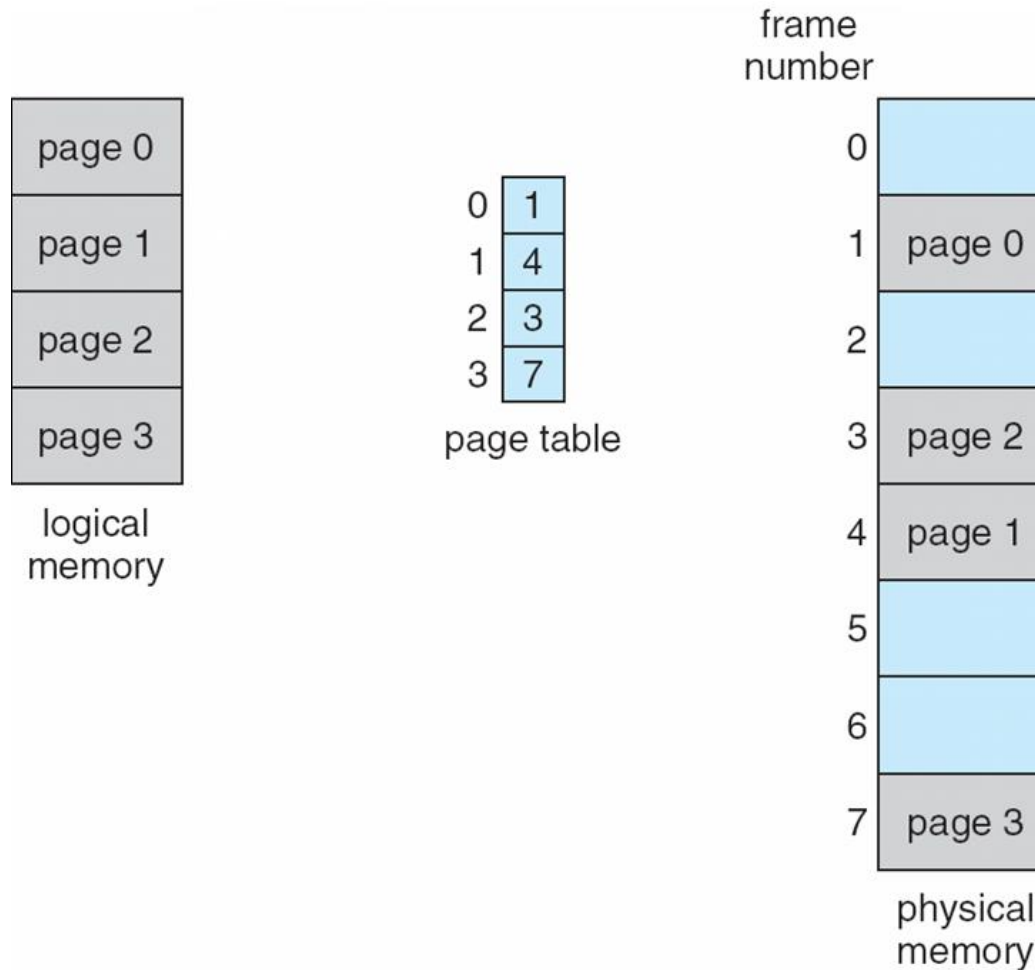 page 0
page 1
page 2
page 3
logical
memory
0 1
1 4
2 3
3 7
page table
frame
number
0
1 page 0
2
3 page 2
4 page 1
5
6
7 page 3
physical
memory